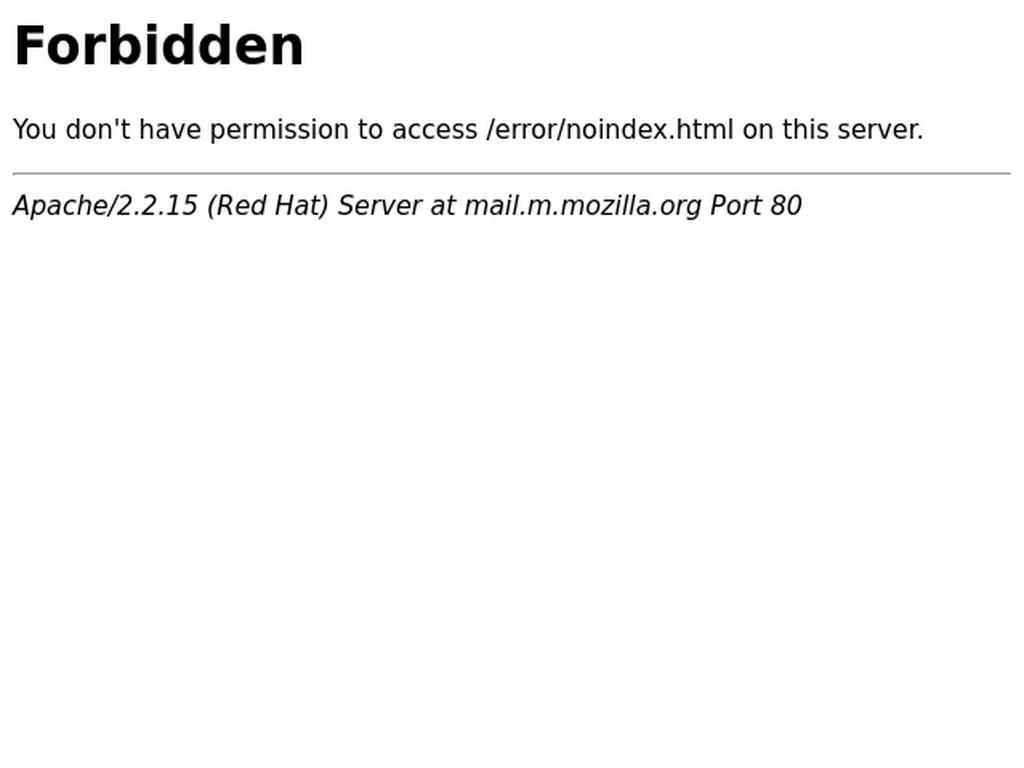 Forbidden
You don't have permission to access /error/noindex.html on this server.
Apache/2.2.15 (Red Hat) Server at mail.m.mozilla.org Port 80